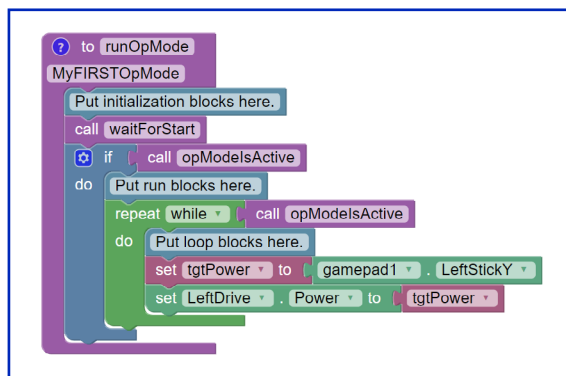 ? to runOpMode
MyFIRSTOpMode
Put initialization blocks here.
call waitForStart
if call opModeIsActive
do Put run blocks here.
repeat while call opModeIsActive
do Put loop blocks here.
set tgtPower to gamepad1 . LeftStickY
set LeftDrive . Power to tgtPower